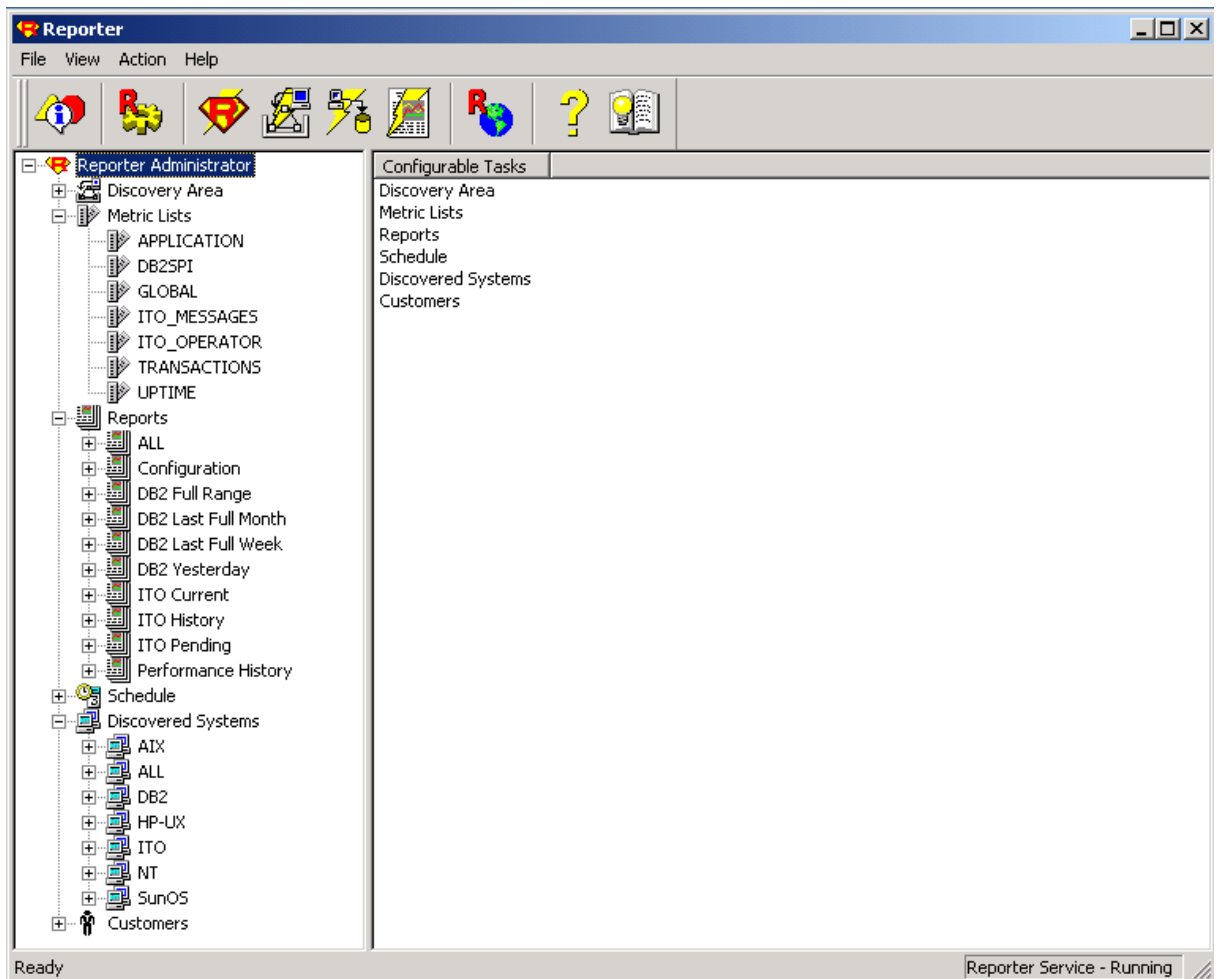 Reporter
File View Action Help
Reporter Administrator
Discovery Area
Metric Lists
APPLICATION
DB2SPI
GLOBAL
ITO_MESSAGES
ITO_OPERATOR
TRANSACTIONS
UPTIME
Reports
ALL
Configuration
DB2 Full Range
DB2 Last Full Month
DB2 Last Full Week
DB2 Yesterday
ITO Current
ITO History
ITO Pending
Performance History
Schedule
Discovered Systems
AIX
ALL
DB2
HP-UX
ITO
NT
SunOS
Customers
Configurable Tasks
Discovery Area
Metric Lists
Reports
Schedule
Discovered Systems
Customers
Ready
Reporter Service - Running